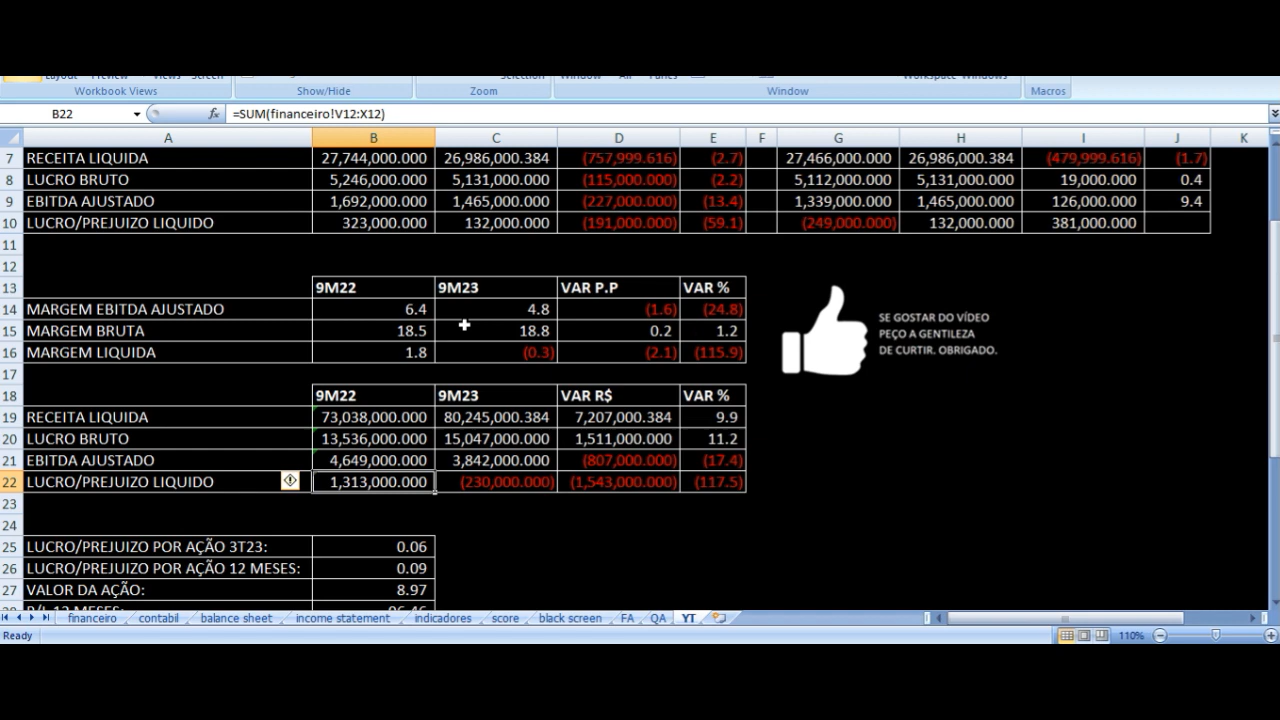 Workbook Views Show/Hide Zoom Window Macros
B22 fx =SUM(financeiro!V12:X12)
A B C D E F G H I J K
7 RECEITA LIQUIDA 27,744,000.000 26,986,000.384 (757,999.616) (2.7) 27,466,000.000 26,986,000.384 (479,999.616) (1.7)
8 LUCRO BRUTO 5,246,000.000 5,131,000.000 (115,000.000) (2.2) 5,112,000.000 5,131,000.000 19,000.000 0.4
9 EBITDA AJUSTADO 1,692,000.000 1,465,000.000 (227,000.000) (13.4) 1,339,000.000 1,465,000.000 126,000.000 9.4
10 LUCRO/PREJUIZO LIQUIDO 323,000.000 132,000.000 (191,000.000) (59.1) (249,000.000) 132,000.000 381,000.000
11
12
13 9M22 9M23 VAR P.P VAR %
14 MARGEM EBITDA AJUSTADO 6.4 4.8 (1.6) (24.8)
15 MARGEM BRUTA 18.5 18.8 0.2 1.2
16 MARGEM LIQUIDA 1.8 (0.3) (2.1) (115.9)
SE GOSTAR DO VÍDEO
PEÇO A GENTILEZA
DE CURTIR. OBRIGADO.
17
18 9M22 9M23 VAR R$ VAR %
19 RECEITA LIQUIDA 73,038,000.000 80,245,000.384 7,207,000.384 9.9
20 LUCRO BRUTO 13,536,000.000 15,047,000.000 1,511,000.000 11.2
21 EBITDA AJUSTADO 4,649,000.000 3,842,000.000 (807,000.000) (17.4)
22 LUCRO/PREJUIZO LIQUIDO 1,313,000.000 (230,000.000) (1,543,000.000) (117.5)
23
24
25 LUCRO/PREJUIZO POR AÇÃO 3T23: 0.06
26 LUCRO/PREJUIZO POR AÇÃO 12 MESES: 0.09
27 VALOR DA AÇÃO: 8.97
financeiro contabil balance sheet income statement indicadores score black screen FA QA YT
Ready 110%